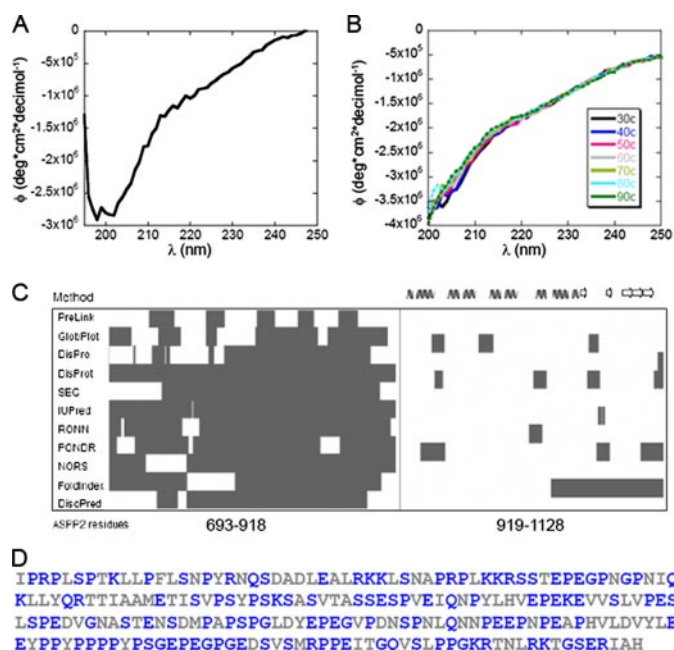 A
B
0
-5x10⁵
-1x10⁶
-1.5x10⁶
-2x10⁶
-2.5x10⁶
-3x10⁶
ϕ (deg*cm²*decimol⁻¹)
200 210 220 230 240 250
λ (nm)
0
-5x10⁵
-1x10⁶
-1.5x10⁶
-2x10⁶
-2.5x10⁶
-3x10⁶
-3.5x10⁶
-4x10⁶
ϕ (deg*cm²*decimol⁻¹)
30c
40c
50c
60c
70c
80c
90c
200 210 220 230 240 250
λ (nm)
C
Method
PreLink
GlobPlot
DisPro
DisProt
SEG
IUPred
RONN
PONDR
NORS
FoldIndex
DiscPred
ASPP2 residues 693-918 919-1128
D
IPRPLSPTKLLPFLSNPYRNQSDADLEALRKKLSNAPRPLKKRSSTEPEGPNGPNIQ
KLLYQRTTIAAMETISVPSYPSKSASVTASSESPVEIQNPYLHVEPEKEVVSLVPES
LSPEDVGNASTENSDMPAPSPGLDYEPEGVPDNSPNLQNNPEEPNPEAPHVLDVYLE
EYPPYPPPPYPSGEPEGPGEDSVSMRPPEITGQVSLPPGKRTNLRKTGSERIAH